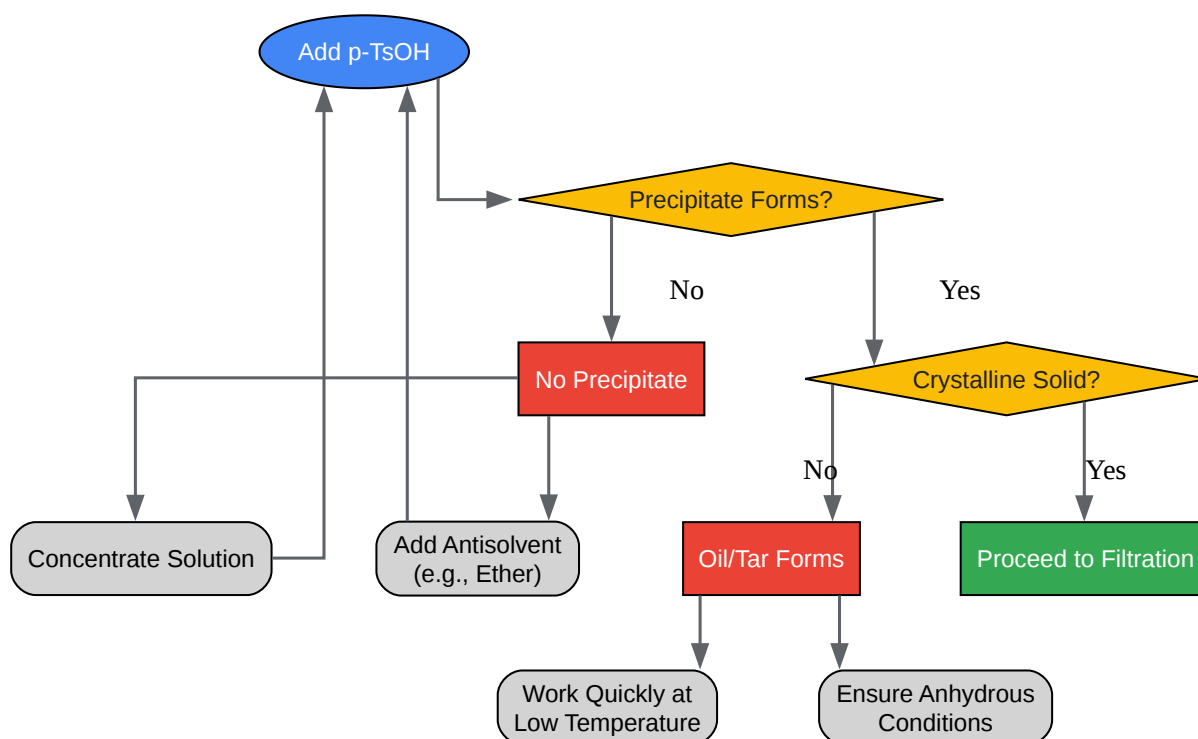 Add p-TsOH
Precipitate Forms?
No
Yes
No Precipitate
Crystalline Solid?
No
Yes
Concentrate Solution
Add Antisolvent
(e.g., Ether)
Oil/Tar Forms
Proceed to Filtration
Work Quickly at
Low Temperature
Ensure Anhydrous
Conditions